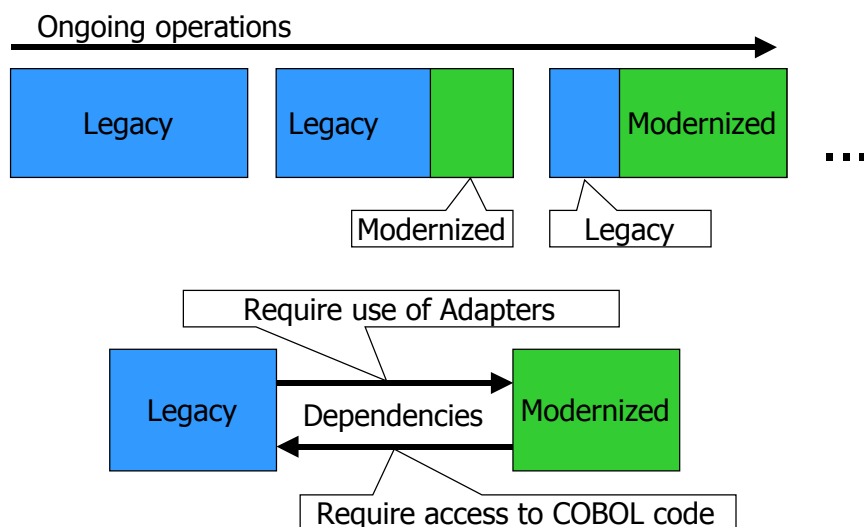 Ongoing operations
Legacy
Legacy
Modernized
...
Modernized
Legacy
Require use of Adapters
Legacy
Dependencies
Modernized
Require access to COBOL code